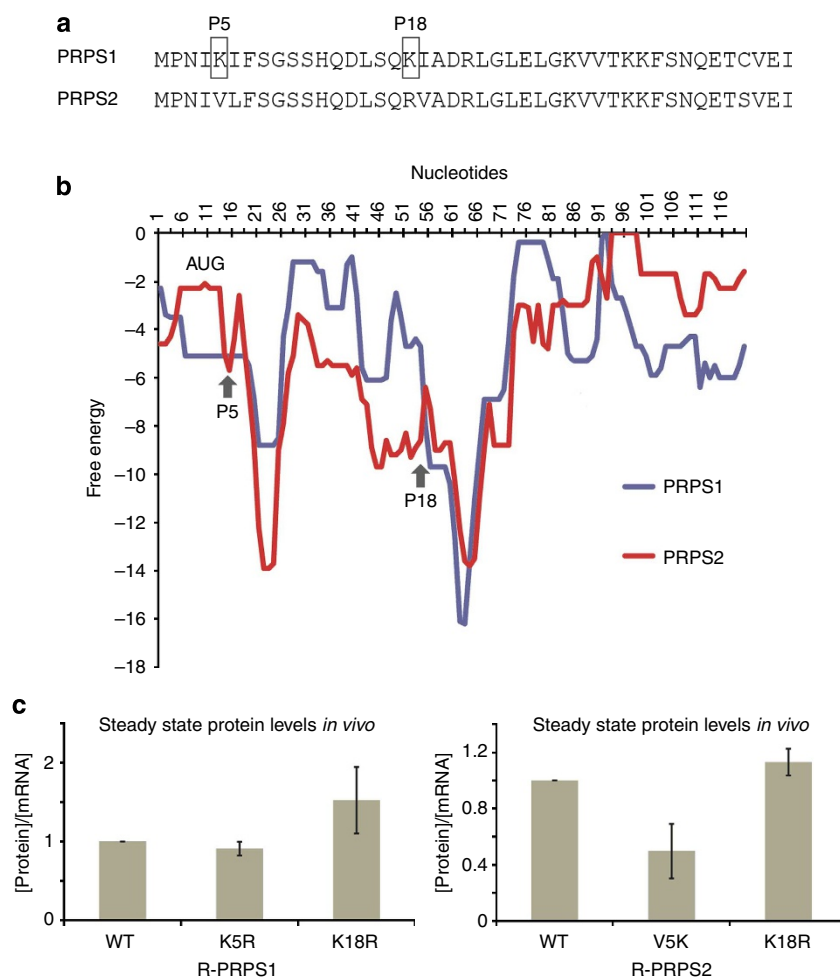 a
P5 P18
PRPS1 MPNIKIFSGSSHQDLSQKIADRLGLELGKVVTKKFSNQETCVEI
PRPS2 MPNIVLFSGSSHQDLSQRVADRLGLELGKVVTKKFSNQETSVEI
b
Nucleotides
1 6 11 16 21 26 31 36 41 46 51 56 61 66 71 76 81 86 91 96 101 106 111 116
0
−2
−4
−6
−8
−10
−12
−14
−16
−18
Free energy
AUG
P5
P18
PRPS1
PRPS2
c
Steady state protein levels in vivo
[Protein]/[mRNA]
2
1
0
WT K5R K18R
R-PRPS1
Steady state protein levels in vivo
[Protein]/[mRNA]
1.2
0.8
0.4
0
WT V5K K18R
R-PRPS2